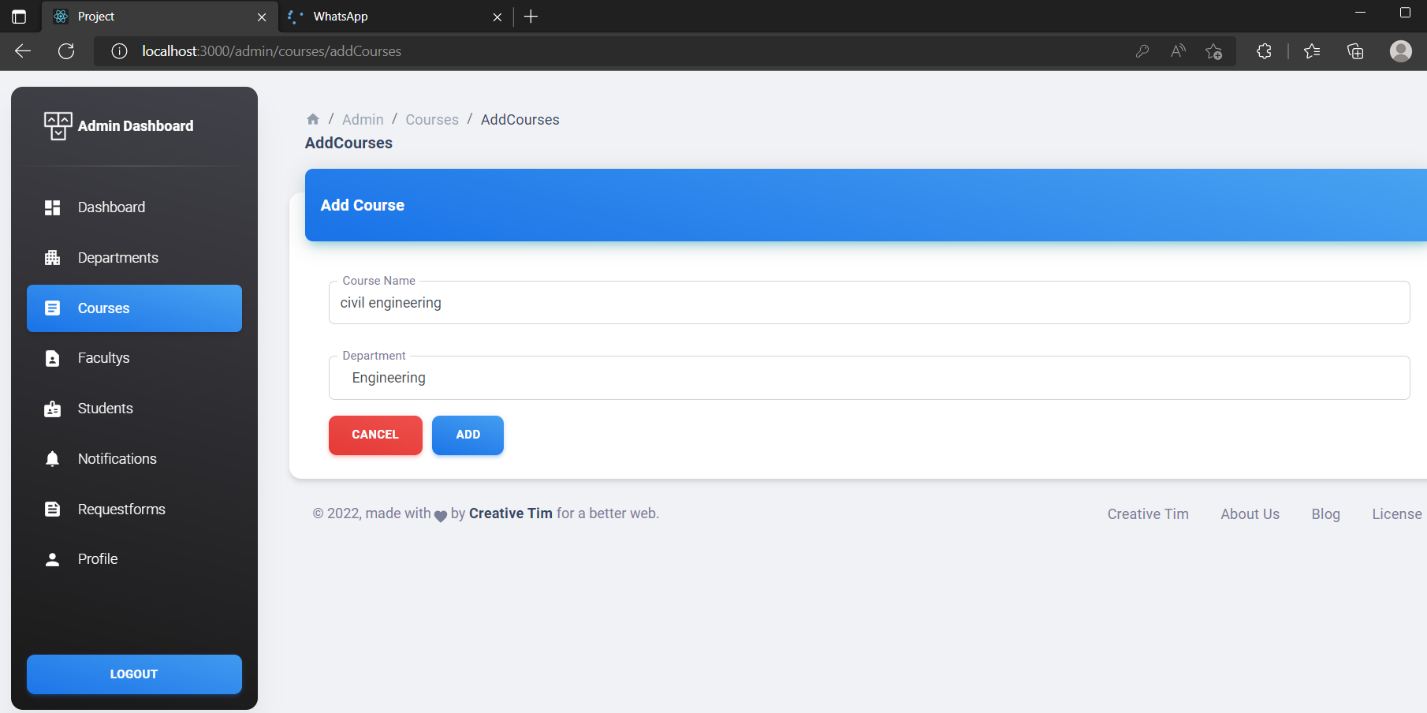 Project
WhatsApp
localhost:3000/admin/courses/addCourses
Admin Dashboard
Dashboard
Departments
Courses
Facultys
Students
Notifications
Requestforms
Profile
LOGOUT
/ Admin / Courses / AddCourses
AddCourses
Add Course
Course Name
civil engineering
Department
Engineering
CANCEL
ADD
© 2022, made with by Creative Tim for a better web.
Creative Tim About Us Blog License